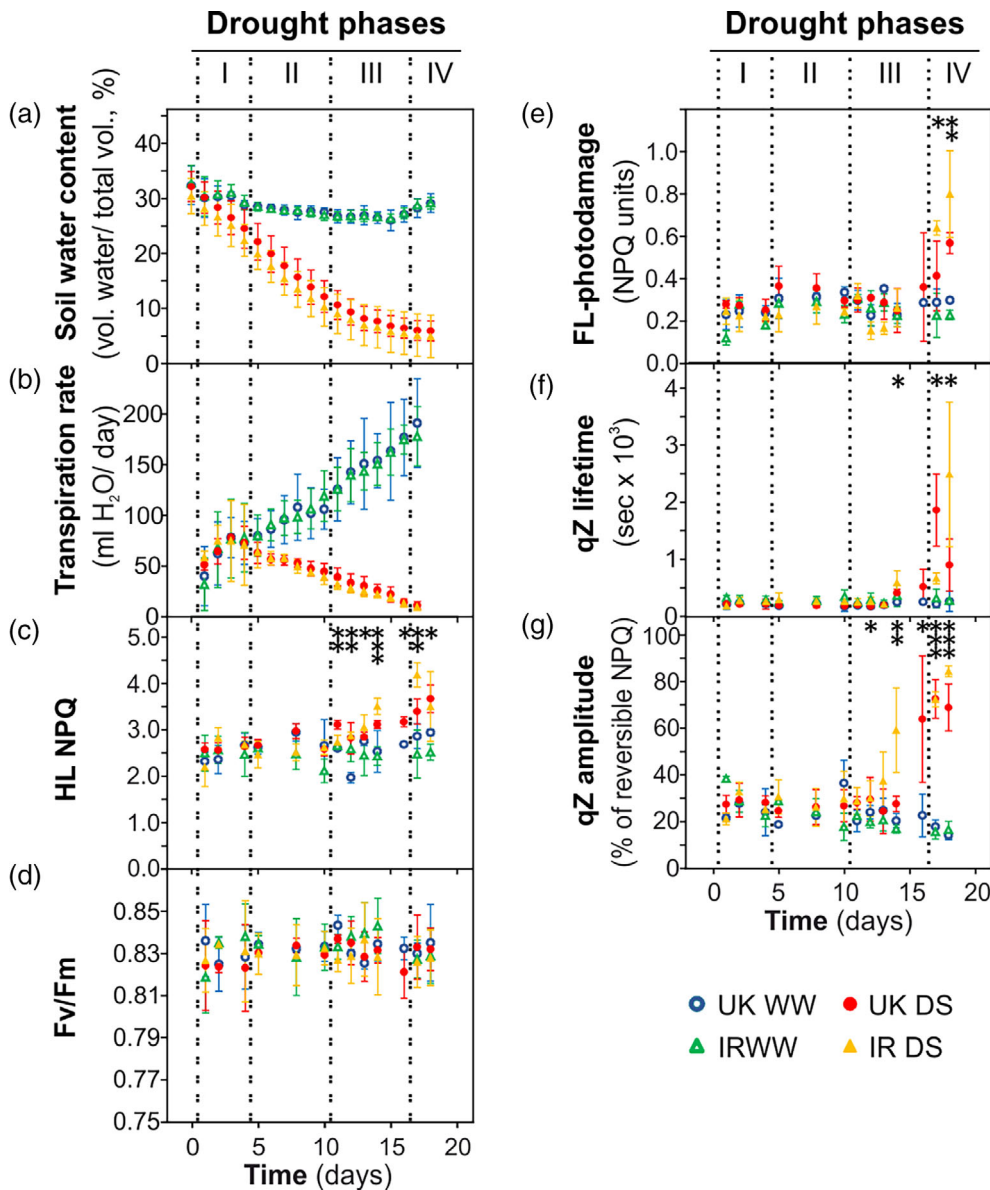 Drought phases
I II III IV
(a)
Soil water content
(vol. water/ total vol., %)
40
30
20
10
0
(b)
Transpiration rate
(ml H₂O/ day)
200
150
100
50
0
(c)
HL NPQ
5.0
4.0
3.0
2.0
1.0
0.0
** ** * *** * ** *
(d)
Fv/Fm
0.85
0.83
0.81
0.79
0.77
0.75
0 5 10 15 20
Time (days)
Drought phases
I II III IV
(e)
FL-photodamage
(NPQ units)
1.0
0.8
0.6
0.4
0.2
0.0
* **
(f)
qZ lifetime
(sec x 10³)
4
3
2
1
0
* * *
(g)
qZ amplitude
(% of reversible NPQ)
100
80
60
40
20
0
* ** * *** ***
0 5 10 15 20
Time (days)
UK WW UK DS
IRWW IR DS